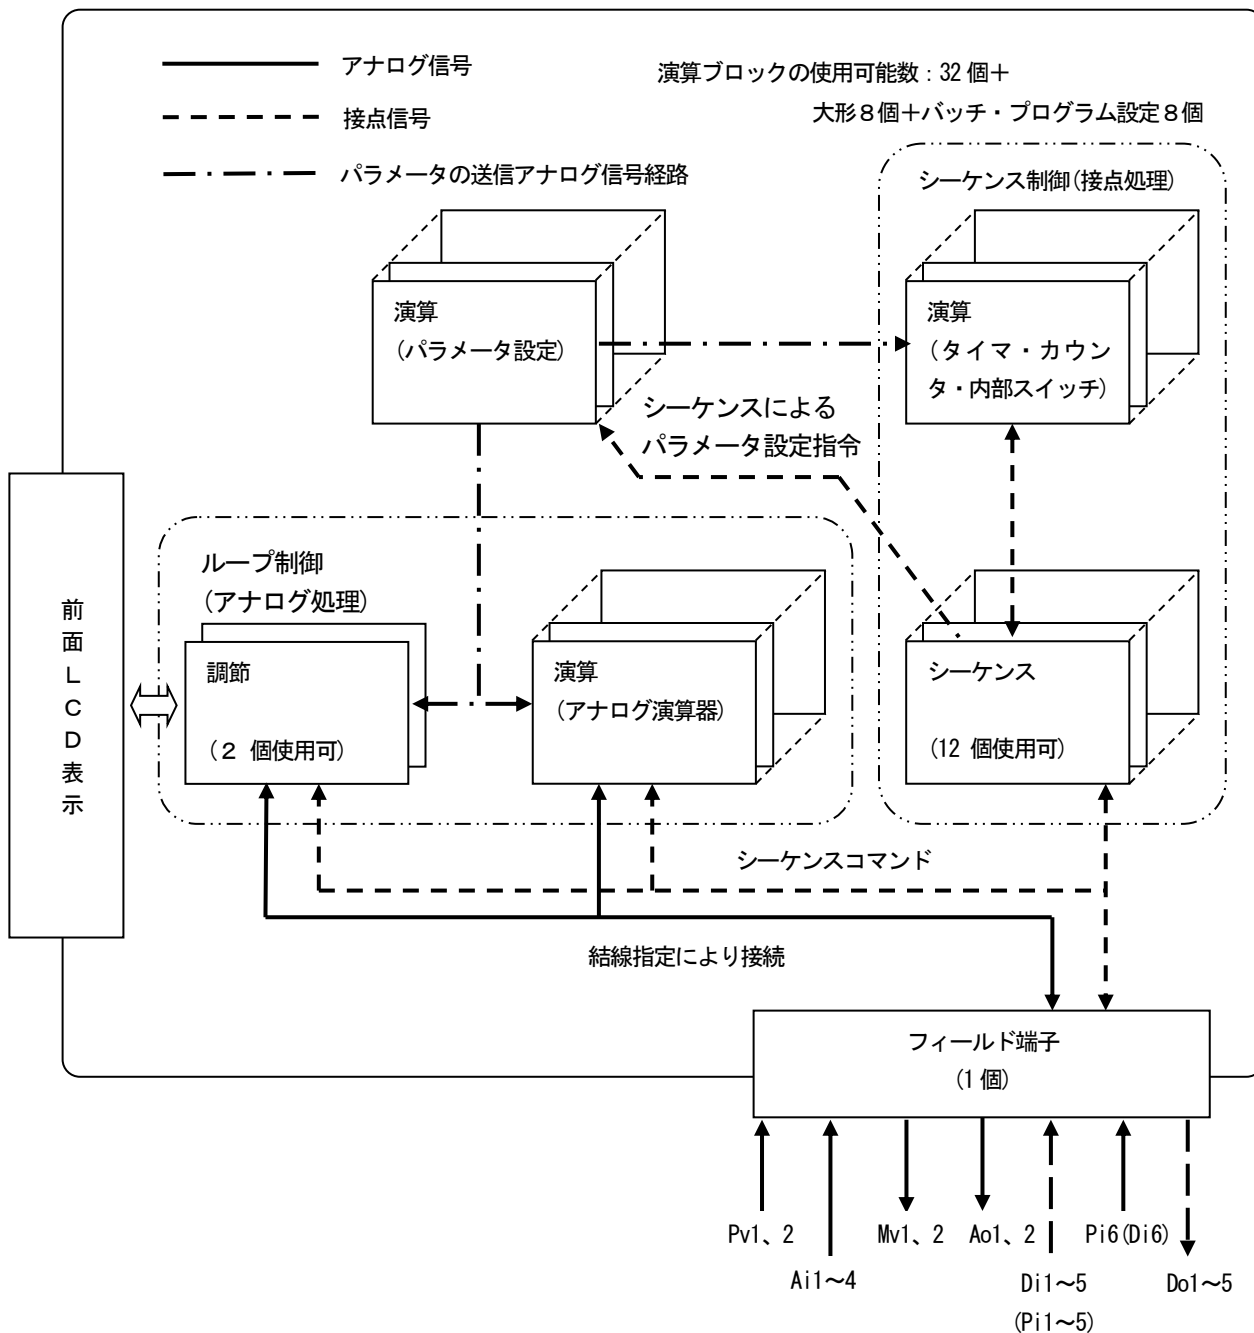 アナログ信号
接点信号
パラメータの送信アナログ信号経路
演算ブロックの使用可能数：32 個＋
大形８個＋バッチ・プログラム設定８個
シーケンス制御(接点処理)
演算
(パラメータ設定)
演算
(タイマ・カウン
タ・内部スイッチ)
シーケンスによる
パラメータ設定指令
前面ＬＣＤ表示
ループ制御
(アナログ処理)
調節
(２ 個使用可)
演算
(アナログ演算器)
シーケンス
(12 個使用可)
シーケンスコマンド
結線指定により接続
フィールド端子
(1 個)
Pv1、2
Mv1、2
Ao1、2
Pi6(Di6)
Ai1～4
Di1～5
(Pi1～5)
Do1～5